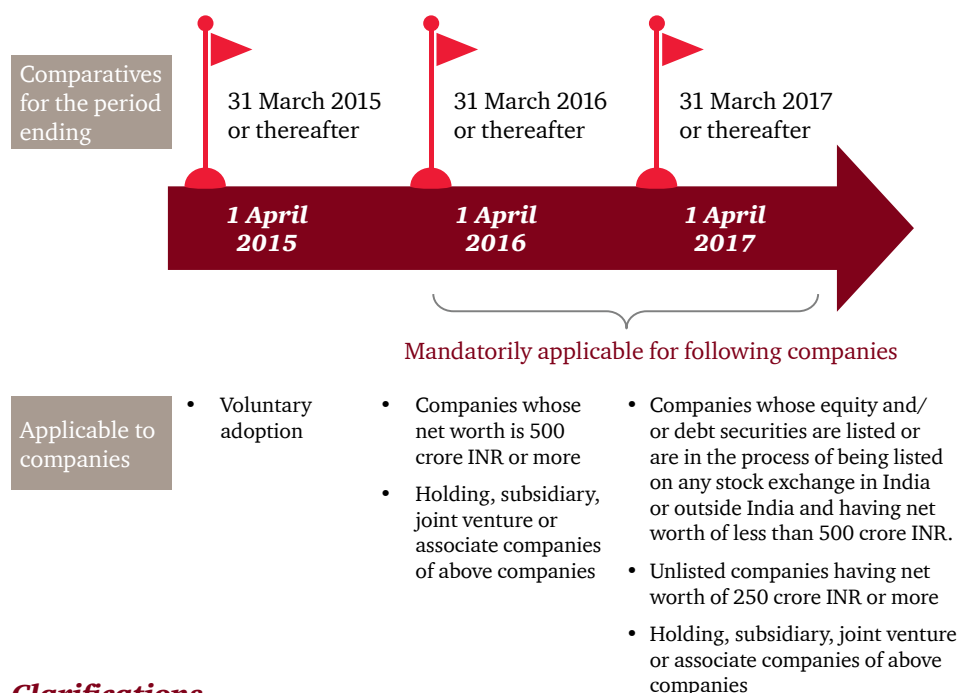 Comparatives
for the period
ending
31 March 2015
or thereafter
31 March 2016
or thereafter
31 March 2017
or thereafter
1 April
2015
1 April
2016
1 April
2017
Mandatorily applicable for following companies
Applicable to
companies
• Voluntary
adoption
• Companies whose
net worth is 500
crore INR or more
• Holding, subsidiary,
joint venture or
associate companies
of above companies
• Companies whose equity and/
or debt securities are listed or
are in the process of being listed
on any stock exchange in India
or outside India and having net
worth of less than 500 crore INR.
• Unlisted companies having net
worth of 250 crore INR or more
• Holding, subsidiary, joint venture
or associate companies of above
companies
Clarifications